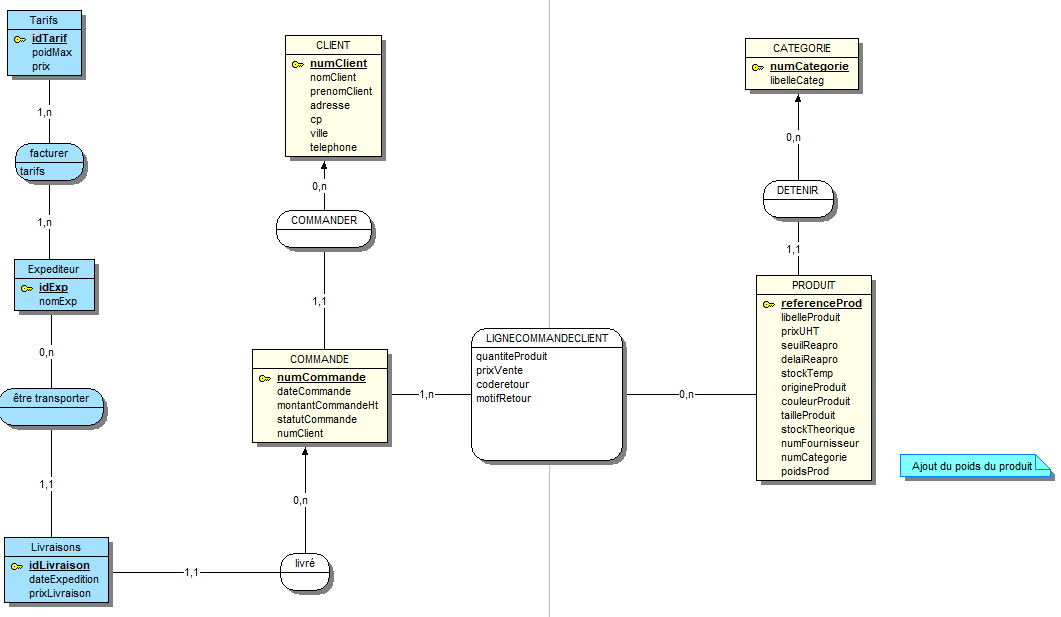 Tarifs
idTarif
poidMax
prix
1,n
facturer
tarifs
1,n
Expediteur
idExp
nomExp
0,n
être transporter
1,1
Livraisons
idLivraison
dateExpedition
prixLivraison
1,1
livré
0,n
CLIENT
numClient
nomClient
prenomClient
adresse
cp
ville
telephone
0,n
COMMANDER
1,1
COMMANDE
numCommande
dateCommande
montantCommandeHt
statutCommande
numClient
1,n
LIGNECOMMANDECLIENT
quantiteProduit
prixVente
coderetour
motifRetour
0,n
CATEGORIE
numCategorie
libelleCateg
0,n
DETENIR
1,1
PRODUIT
referenceProd
libelleProduit
prixUHT
seuilReapro
delaiReapro
stockTemp
origineProduit
couleurProduit
tailleProduit
stockTheorique
numFournisseur
numCategorie
poidsProd
Ajout du poids du produit